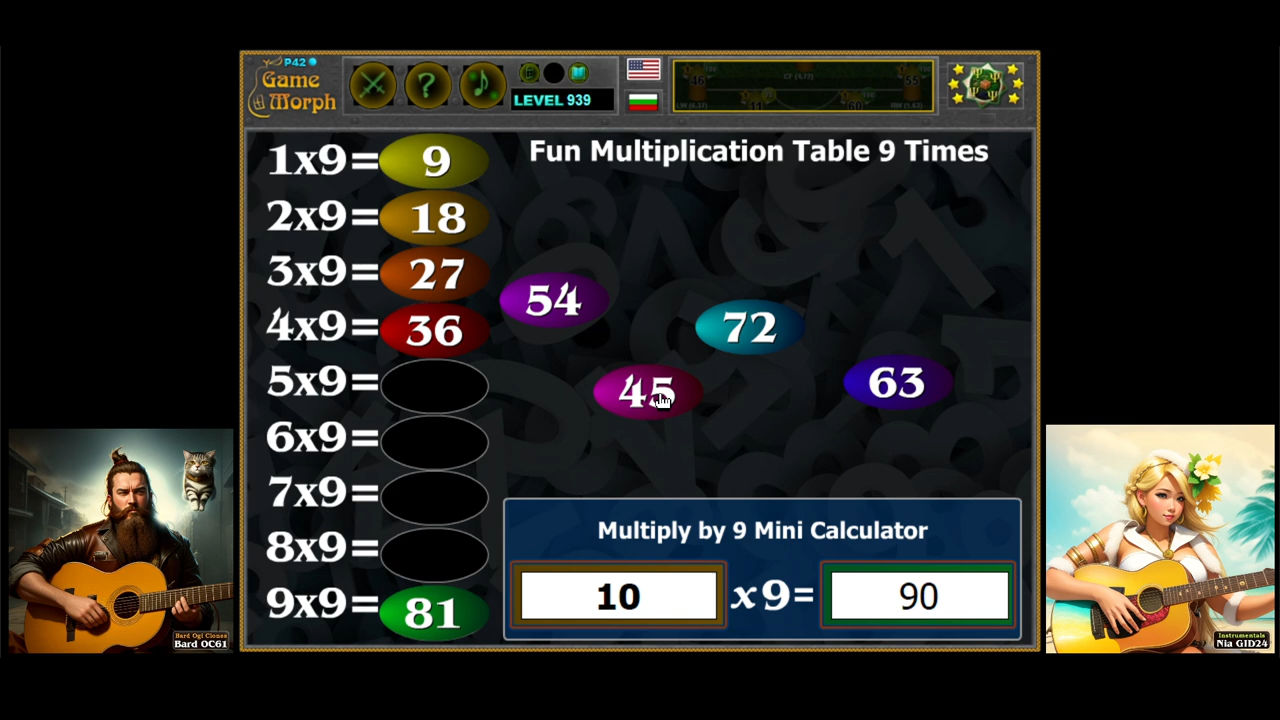 P42
Game
Morph
LEVEL 939
Fun Multiplication Table 9 Times
1x9= 9
2x9= 18
3x9= 27
4x9= 36
5x9=
6x9=
7x9=
8x9=
9x9= 81
54
72
45
63
Multiply by 9 Mini Calculator
10 x9= 90
Bard Ogi Clones
Bard OC61
Instrumentals
Nia GID24